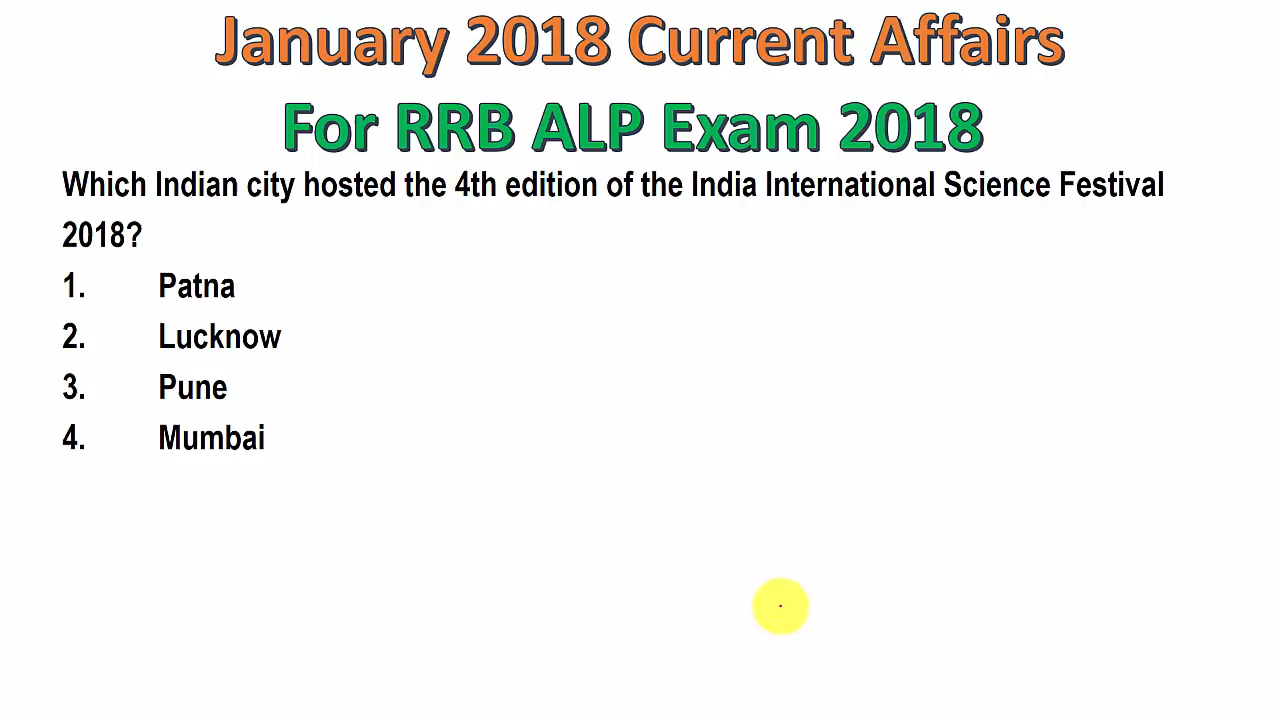 January 2018 Current Affairs
For RRB ALP Exam 2018
Which Indian city hosted the 4th edition of the India International Science Festival
2018?
1. Patna
2. Lucknow
3. Pune
4. Mumbai